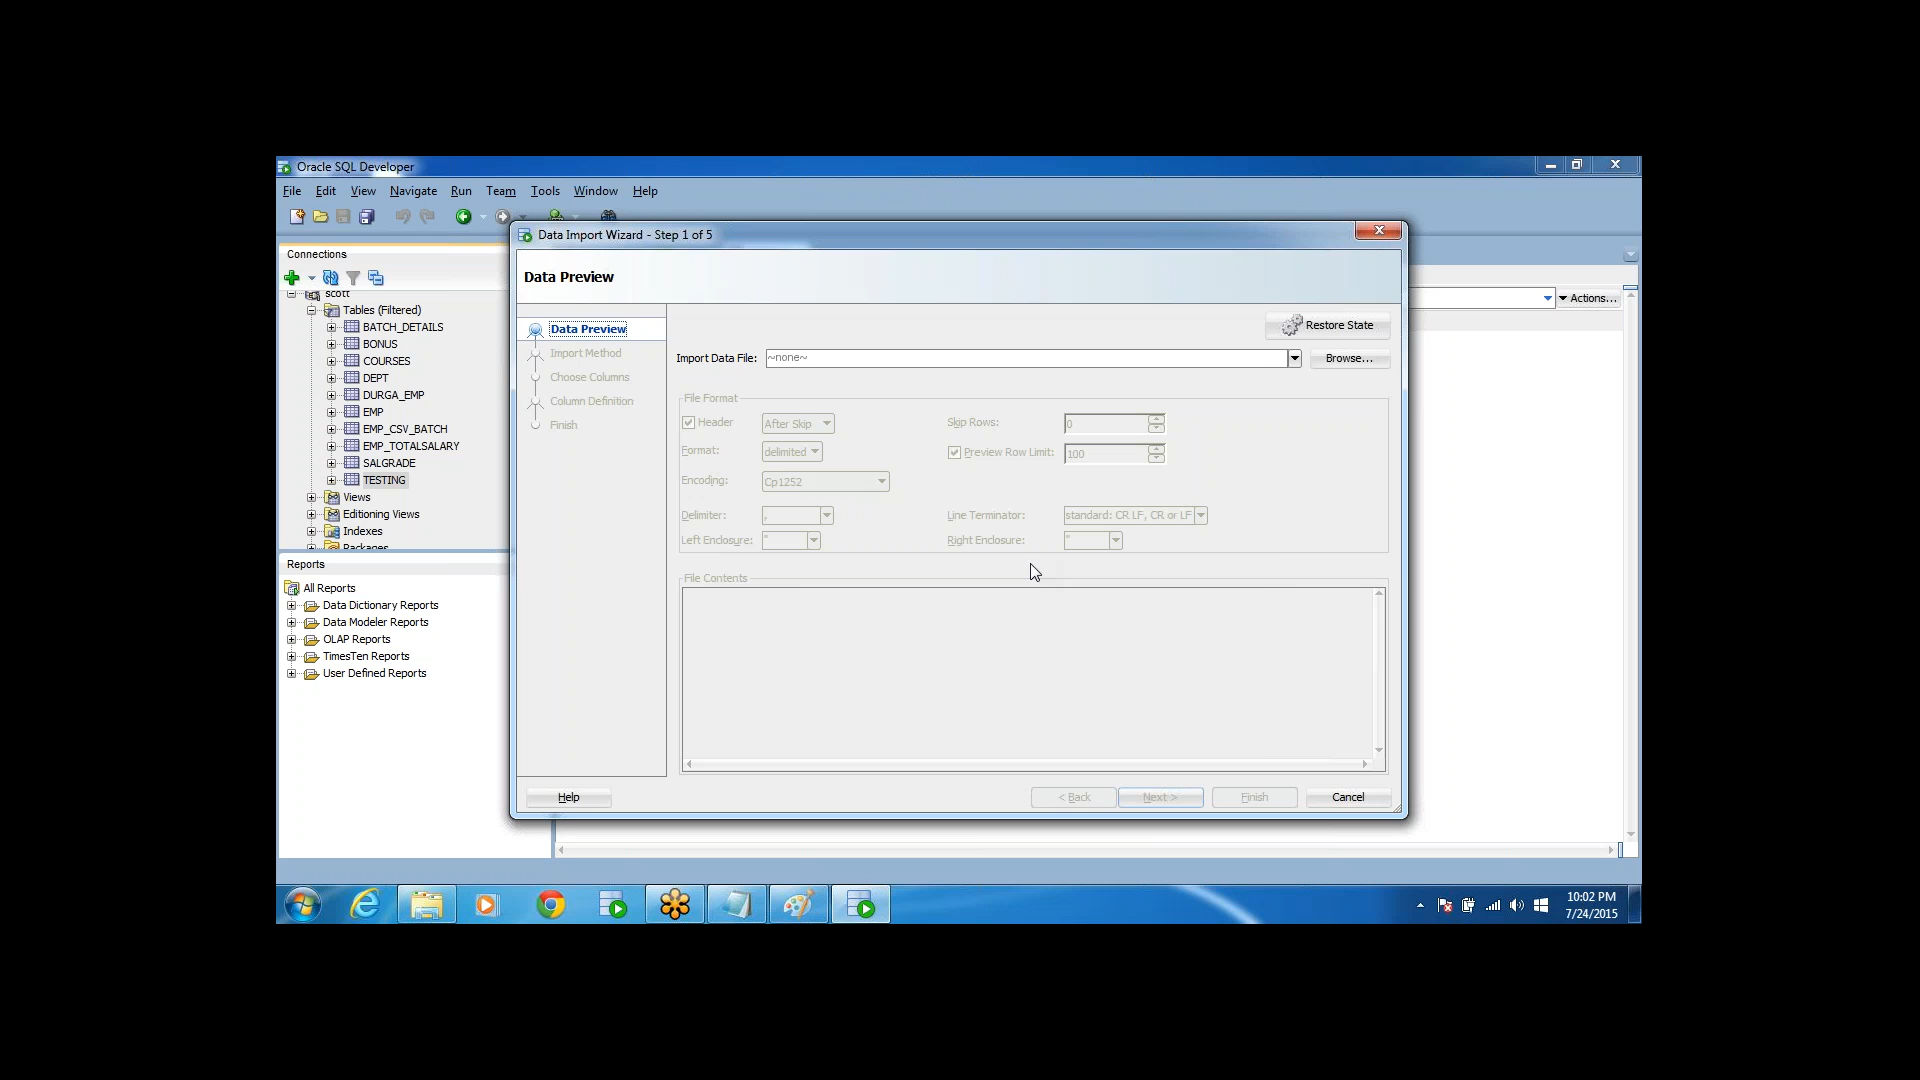 Oracle SQL Developer
File Edit View Navigate Run Team Tools Window Help
Connections
scott
Tables (Filtered)
BATCH_DETAILS
BONUS
COURSES
DEPT
DURGA_EMP
EMP
EMP_CSV_BATCH
EMP_TOTALSALARY
SALGRADE
TESTING
Views
Editioning Views
Indexes
Packages
Reports
All Reports
Data Dictionary Reports
Data Modeler Reports
OLAP Reports
TimesTen Reports
User Defined Reports
Actions...
Data Import Wizard - Step 1 of 5
Data Preview
Data Preview
Import Method
Choose Columns
Column Definition
Finish
Restore State
Import Data File: ~none~ Browse...
File Format
Header After Skip Skip Rows: 0
Format: delimited Preview Row Limit: 100
Encoding: Cp1252
Delimiter: , Line Terminator: standard: CR LF, CR or LF
Left Enclosure: " Right Enclosure: "
File Contents
Help < Back Next > Finish Cancel
10:02 PM
7/24/2015